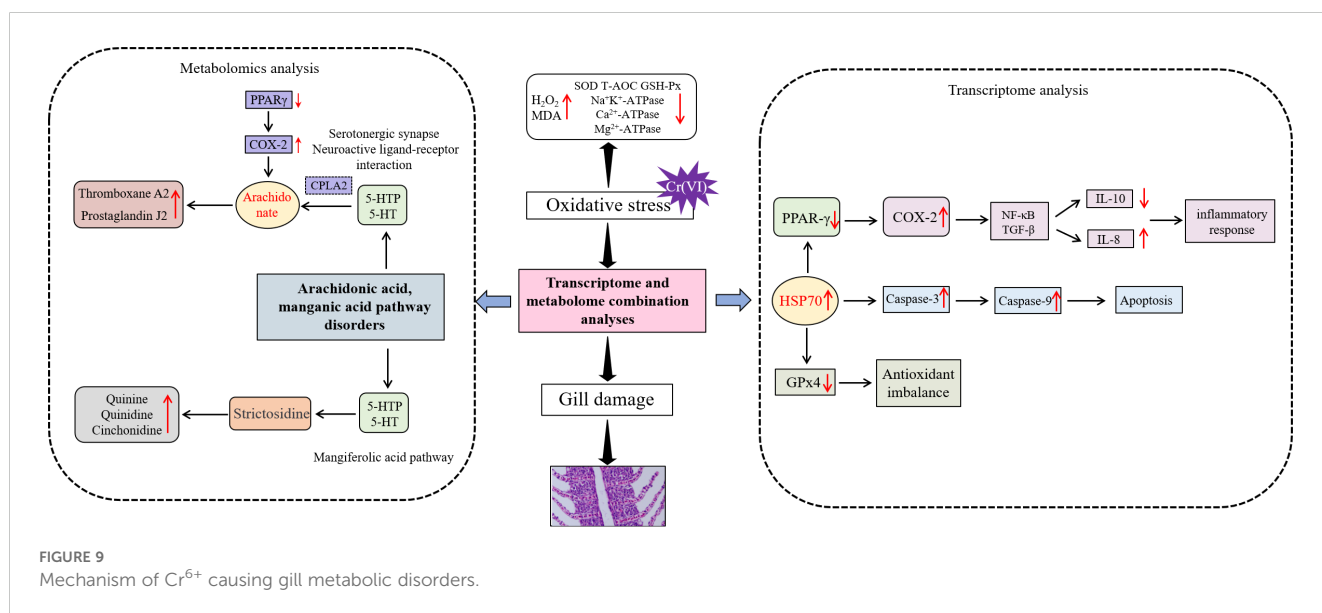 Metabolomics analysis
PPARγ
COX-2
Serotonergic synapse
Neuroactive ligand-receptor
interaction
CPLA2
Thromboxane A2
Prostaglandin J2
Arachido
nate
5-HTP
5-HT
Arachidonic acid,
manganic acid pathway
disorders
Quinine
Quinidine
Cinchonidine
Strictosidine
5-HTP
5-HT
Mangiferolic acid pathway
H₂O₂
MDA
SOD T-AOC GSH-Px
Na⁺K⁺-ATPase
Ca²⁺-ATPase
Mg²⁺-ATPase
Cr(VI)
Oxidative stress
Transcriptome and
metabolome combination
analyses
Gill damage
Transcriptome analysis
PPAR-γ
COX-2
NF-κB
TGF-β
IL-10
IL-8
inflammatory
response
HSP70
Caspase-3
Caspase-9
Apoptosis
GPx4
Antioxidant
imbalance
FIGURE 9
Mechanism of Cr⁶⁺ causing gill metabolic disorders.